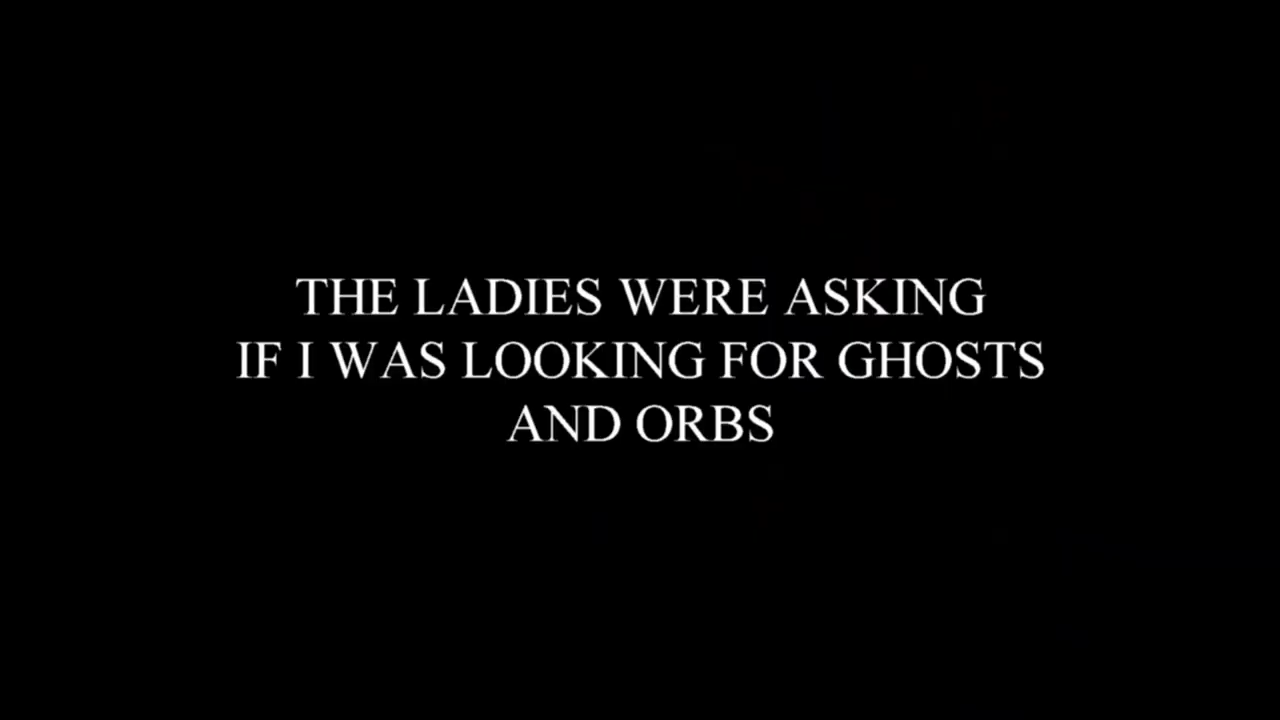 THE LADIES WERE ASKING
IF I WAS LOOKING FOR GHOSTS
AND ORBS